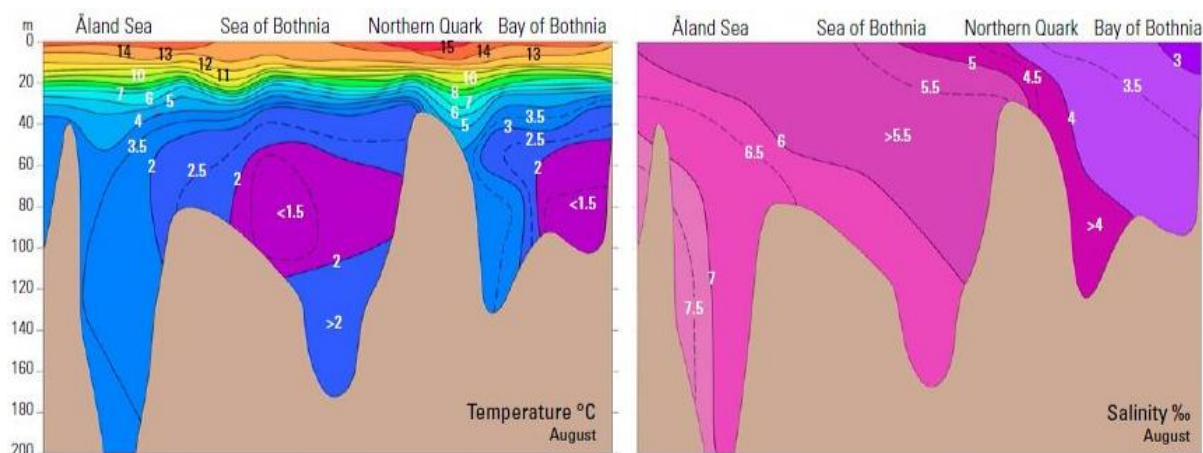 m Åland Sea Sea of Bothnia Northern Quark Bay of Bothnia
0
14 13 12 11 15 14 13
20
10 10
7 6 5 8 7
40
4 6 5 3.5
3.5 3 2.5
60
2 2.5 2 2
80
<1.5 <1.5
100
2
120
140
>2
160
180
Temperature °C
August
200
Åland Sea Sea of Bothnia Northern Quark Bay of Bothnia
3
5 4.5 3.5
5.5
4
6 >5.5
6.5
>4
7
7.5
Salinity ‰
August